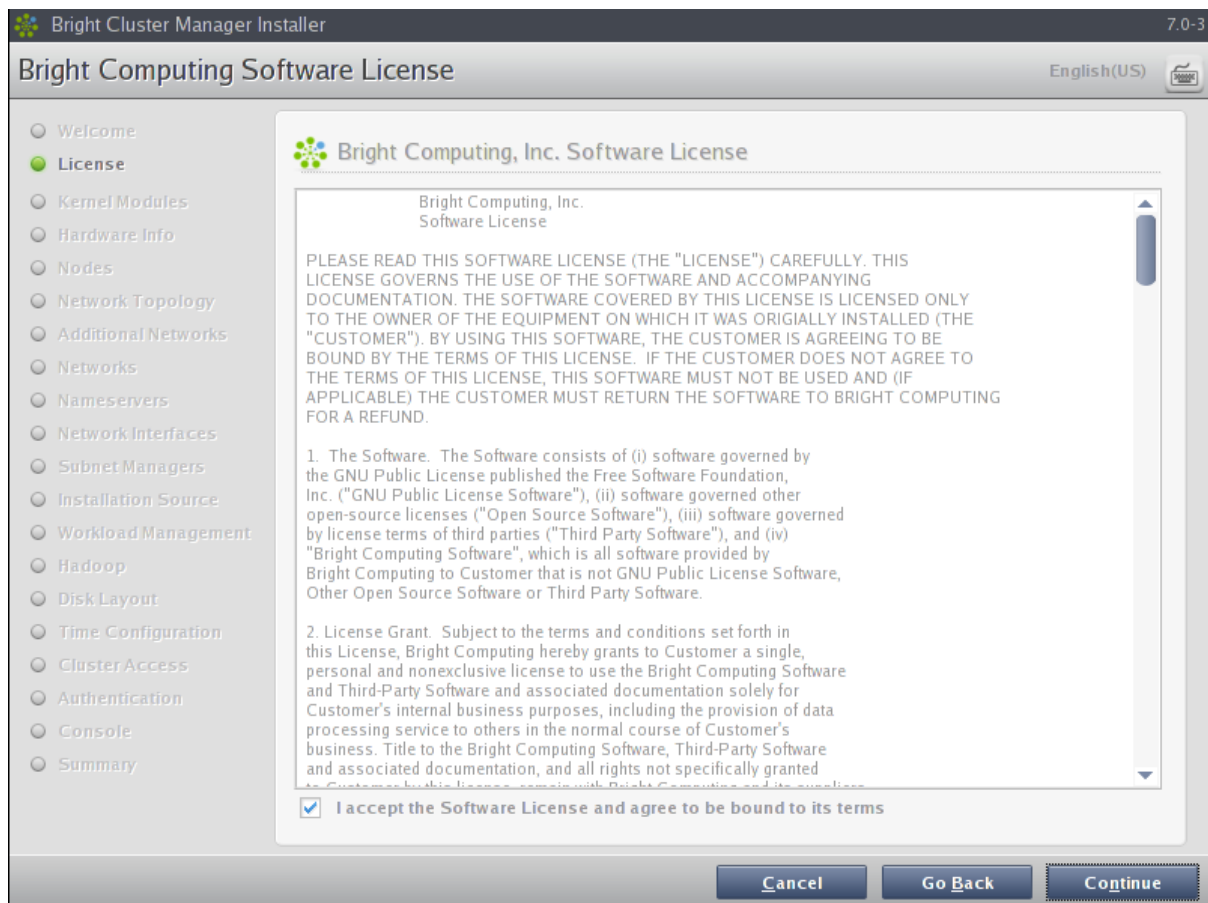 Bright Cluster Manager Installer
7.0-3
Bright Computing Software License
English(US)
Welcome
License
Kernel Modules
Hardware Info
Nodes
Network Topology
Additional Networks
Networks
Nameservers
Network Interfaces
Subnet Managers
Installation Source
Workload Management
Hadoop
Disk Layout
Time Configuration
Cluster Access
Authentication
Console
Summary
Bright Computing, Inc. Software License
Bright Computing, Inc.
Software License
PLEASE READ THIS SOFTWARE LICENSE (THE "LICENSE") CAREFULLY. THIS
LICENSE GOVERNS THE USE OF THE SOFTWARE AND ACCOMPANYING
DOCUMENTATION. THE SOFTWARE COVERED BY THIS LICENSE IS LICENSED ONLY
TO THE OWNER OF THE EQUIPMENT ON WHICH IT WAS ORIGIALLY INSTALLED (THE
"CUSTOMER"). BY USING THIS SOFTWARE, THE CUSTOMER IS AGREEING TO BE
BOUND BY THE TERMS OF THIS LICENSE.  IF THE CUSTOMER DOES NOT AGREE TO
THE TERMS OF THIS LICENSE, THIS SOFTWARE MUST NOT BE USED AND (IF
APPLICABLE) THE CUSTOMER MUST RETURN THE SOFTWARE TO BRIGHT COMPUTING
FOR A REFUND.
1.  The Software.  The Software consists of (i) software governed by
the GNU Public License published the Free Software Foundation,
Inc. ("GNU Public License Software"), (ii) software governed other
open-source licenses ("Open Source Software"), (iii) software governed
by license terms of third parties ("Third Party Software"), and (iv)
"Bright Computing Software", which is all software provided by
Bright Computing to Customer that is not GNU Public License Software,
Other Open Source Software or Third Party Software.
2. License Grant.  Subject to the terms and conditions set forth in
this License, Bright Computing hereby grants to Customer a single,
personal and nonexclusive license to use the Bright Computing Software
and Third-Party Software and associated documentation solely for
Customer's internal business purposes, including the provision of data
processing service to others in the normal course of Customer's
business. Title to the Bright Computing Software, Third-Party Software
and associated documentation, and all rights not specifically granted
to Customer by this license, remain with Bright Computing and its suppliers
I accept the Software License and agree to be bound to its terms
Cancel
Go Back
Continue